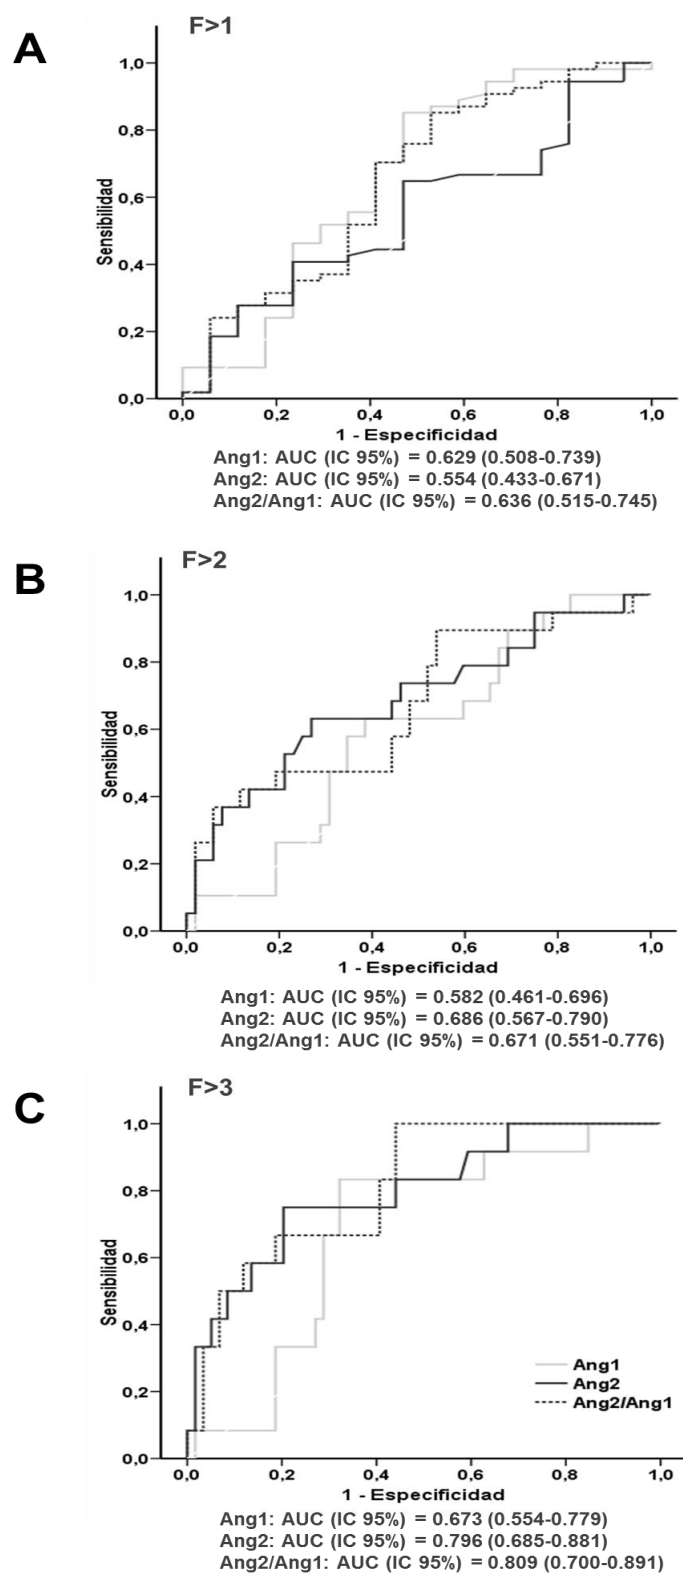 A
F>1
1,0
0,8
0,6
0,4
0,2
0,0
Sensibilidad
0,0 0,2 0,4 0,6 0,8 1,0
1 - Especificidad
Ang1: AUC (IC 95%) = 0.629 (0.508-0.739)
Ang2: AUC (IC 95%) = 0.554 (0.433-0.671)
Ang2/Ang1: AUC (IC 95%) = 0.636 (0.515-0.745)
B
F>2
1,0
0,8
0,6
0,4
0,2
0,0
Sensibilidad
0,0 0,2 0,4 0,6 0,8 1,0
1 - Especificidad
Ang1: AUC (IC 95%) = 0.582 (0.461-0.696)
Ang2: AUC (IC 95%) = 0.686 (0.567-0.790)
Ang2/Ang1: AUC (IC 95%) = 0.671 (0.551-0.776)
C
F>3
1,0
0,8
0,6
0,4
0,2
0,0
Sensibilidad
Ang1
Ang2
Ang2/Ang1
0,0 0,2 0,4 0,6 0,8 1,0
1 - Especificidad
Ang1: AUC (IC 95%) = 0.673 (0.554-0.779)
Ang2: AUC (IC 95%) = 0.796 (0.685-0.881)
Ang2/Ang1: AUC (IC 95%) = 0.809 (0.700-0.891)